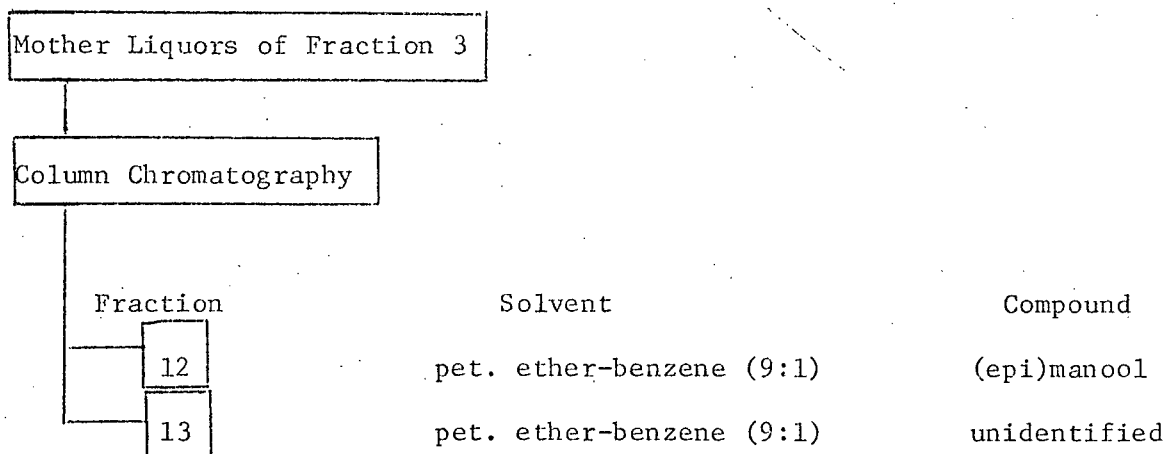 Mother Liquors of Fraction 3
Column Chromatography
Fraction Solvent Compound
12 pet. ether-benzene (9:1) (epi)manool
13 pet. ether-benzene (9:1) unidentified